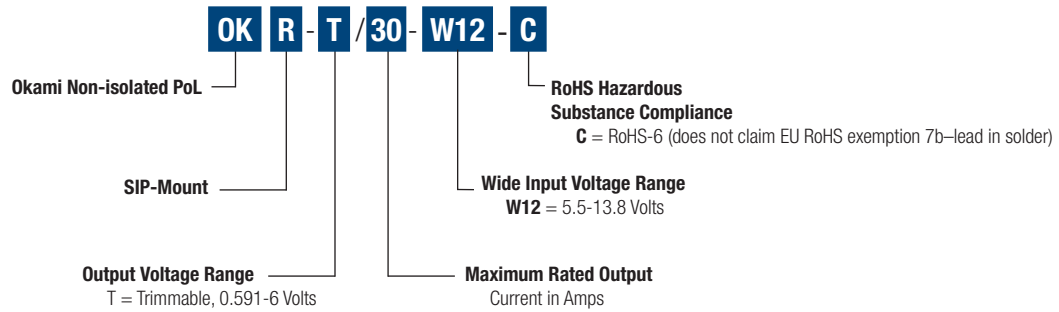 OK R - T / 30 - W12 - C
Okami Non-isolated PoL
RoHS Hazardous
Substance Compliance
C = RoHS-6 (does not claim EU RoHS exemption 7b–lead in solder)
SIP-Mount
Wide Input Voltage Range
W12 = 5.5-13.8 Volts
Output Voltage Range
T = Trimmable, 0.591-6 Volts
Maximum Rated Output
Current in Amps